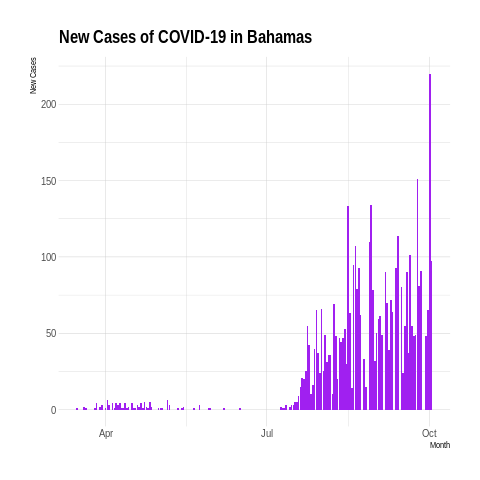 New Cases of COVID-19 in Bahamas
New Cases
200
150
100
50
0
Apr
Jul
Oct
Month